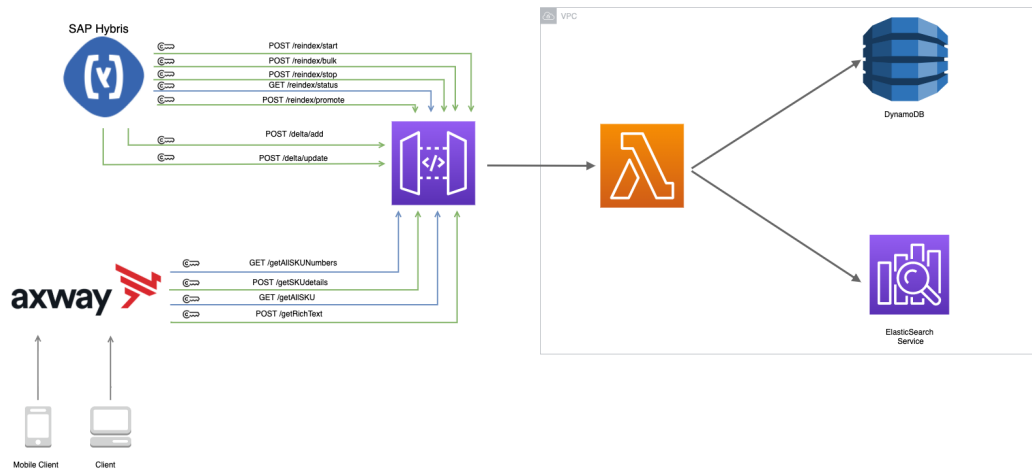 SAP Hybris
POST /reindex/start
POST /reindex/bulk
POST /reindex/stop
GET /reindex/status
POST /reindex/promote
POST /delta/add
POST /delta/update
</>
VPC
DynamoDB
ElasticSearch
Service
axway
GET /getAllSKUNumbers
POST /getSKUdetails
GET /getAllSKU
POST /getRichText
Mobile Client
Client